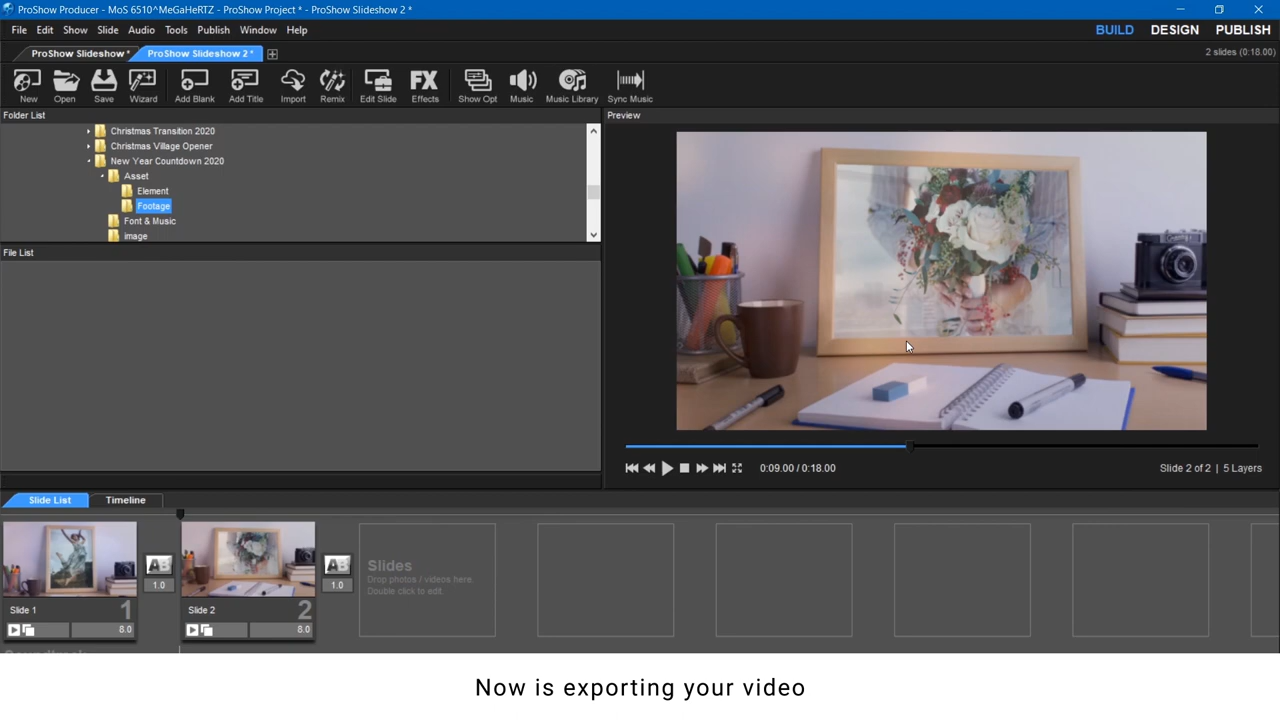 ProShow Producer - MoS 6510^MeGaHeRTZ - ProShow Project * - ProShow Slideshow 2 *
File Edit Show Slide Audio Tools Publish Window Help
BUILD DESIGN PUBLISH
ProShow Slideshow * ProShow Slideshow 2 *
2 slides (0:18.00)
New Open Save Wizard Add Blank Add Title Import Remix Edit Slide Effects Show Opt Music Music Library Sync Music
FX
Folder List
Christmas Transition 2020
Christmas Village Opener
New Year Countdown 2020
Asset
Element
Footage
Font & Music
image
File List
Preview
0:09.00 / 0:18.00
Slide 2 of 2 | 5 Layers
Slide List Timeline
AB
1.0
AB
1.0
Slide 1
1
8.0
Slide 2
2
8.0
Slides
Drop photos / videos here.
Double click to edit.
Now is exporting your video